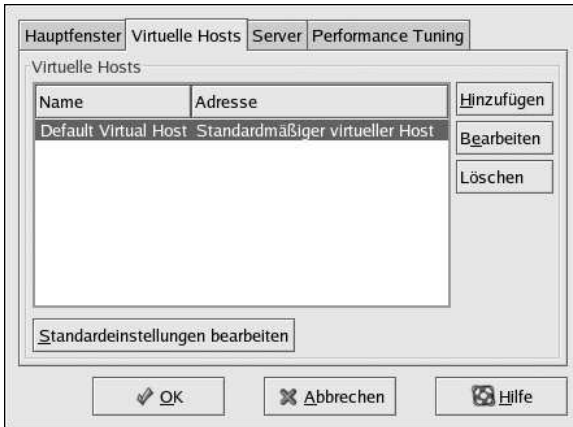 Hauptfenster Virtuelle Hosts Server Performance Tuning
Virtuelle Hosts
Name Adresse
Default Virtual Host Standardmäßiger virtueller Host
Hinzufügen
Bearbeiten
Löschen
Standardeinstellungen bearbeiten
OK Abbrechen Hilfe